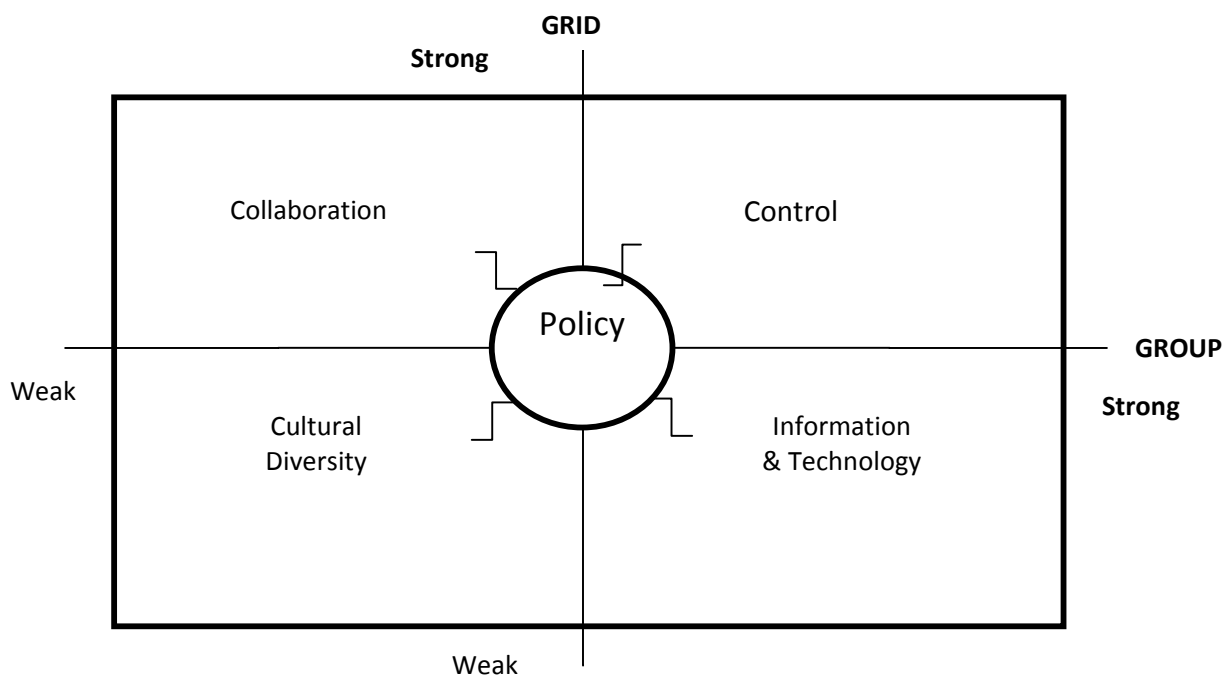 GRID
Strong
Collaboration
Control
Policy
GROUP
Weak
Strong
Cultural
Diversity
Information
& Technology
Weak